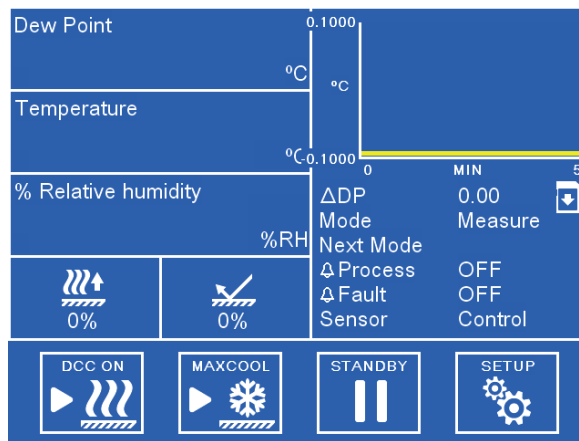 Dew Point
°C
Temperature
°C
% Relative humidity
%RH
0%
0%
0.1000
°C
-0.1000
0
MIN
5
ΔDP 0.00
Mode Measure
Next Mode
Process OFF
Fault OFF
Sensor Control
DCC ON
MAXCOOL
STANDBY
SETUP